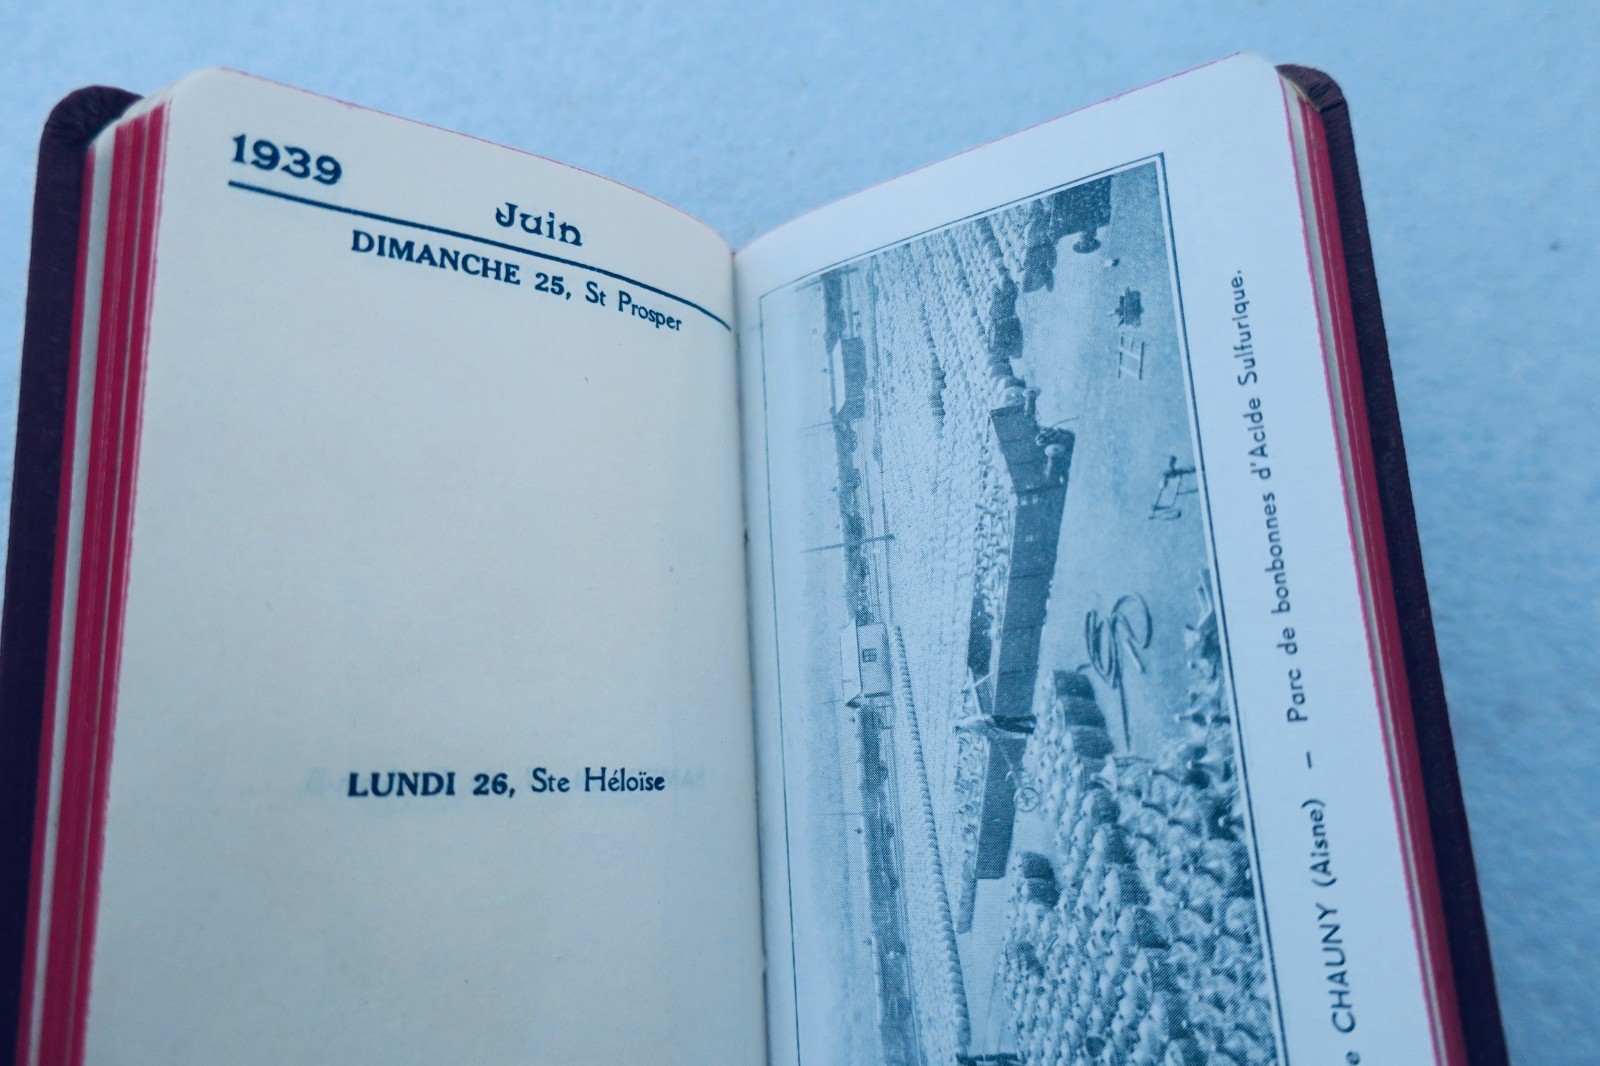 1939
Juin
DIMANCHE 25, St Prosper
LUNDI 26, Ste Héloïse
e CHAUNY (Aisne) — Parc de bonbonnes d'Acide Sulfurique.